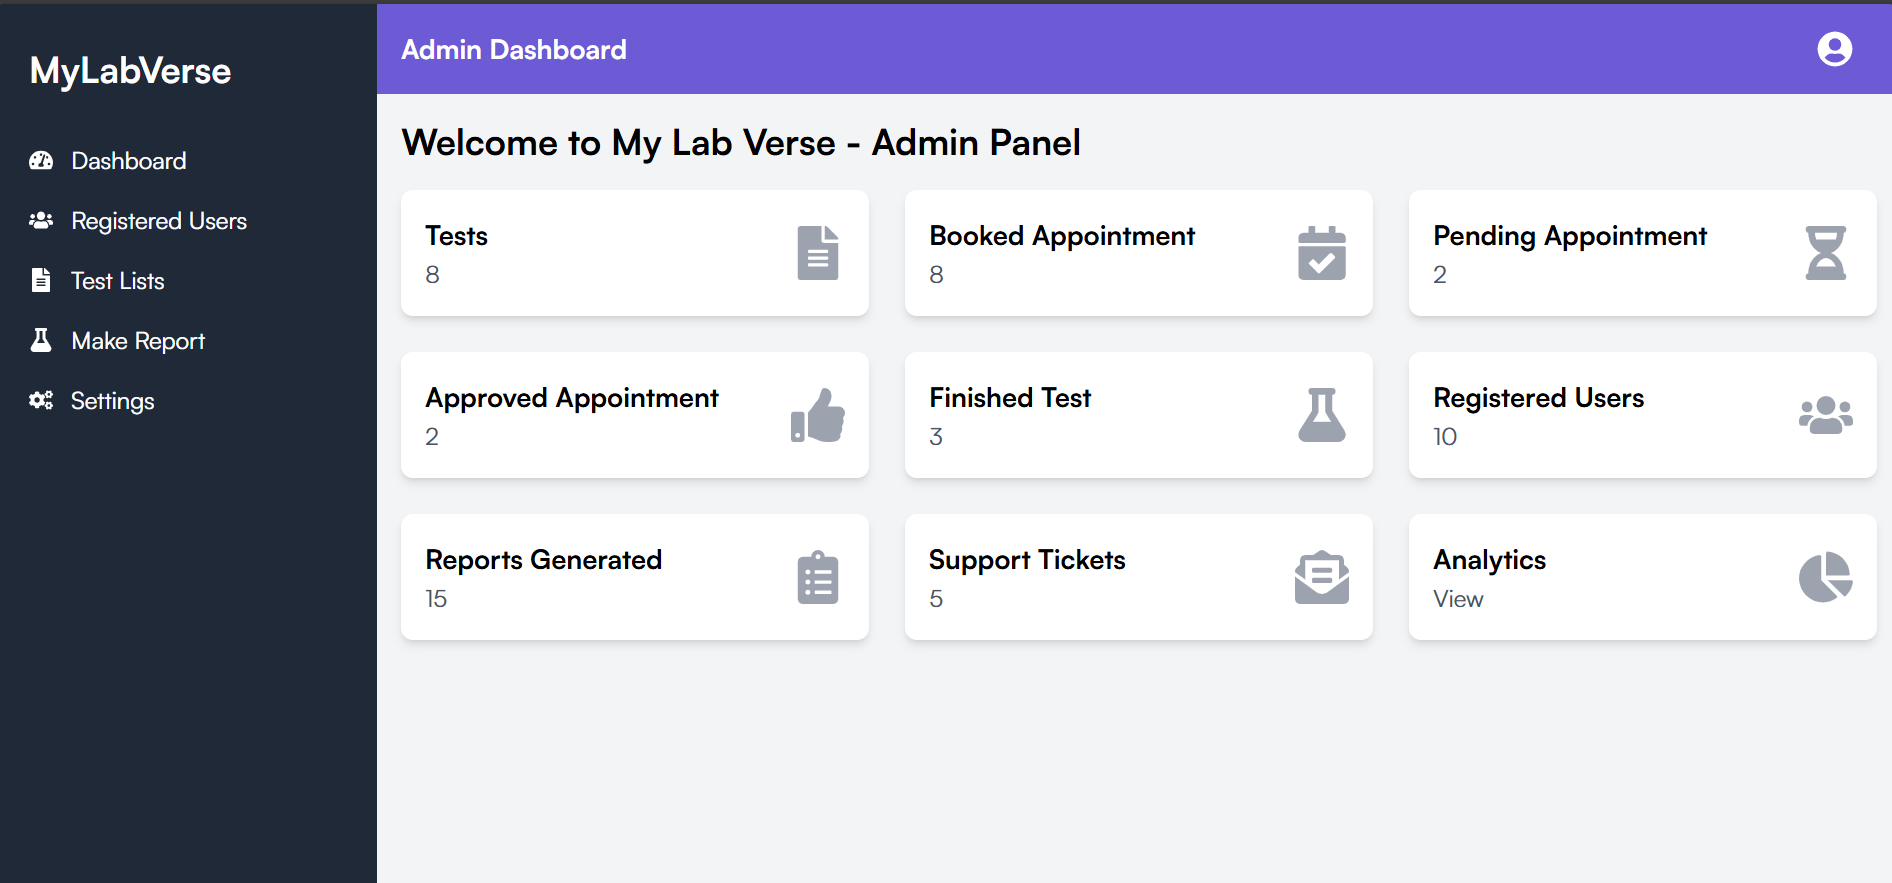 MyLabVerse
Dashboard
Registered Users
Test Lists
Make Report
Settings
Admin Dashboard
Welcome to My Lab Verse - Admin Panel
Tests
8
Booked Appointment
8
Pending Appointment
2
Approved Appointment
2
Finished Test
3
Registered Users
10
Reports Generated
15
Support Tickets
5
Analytics
View